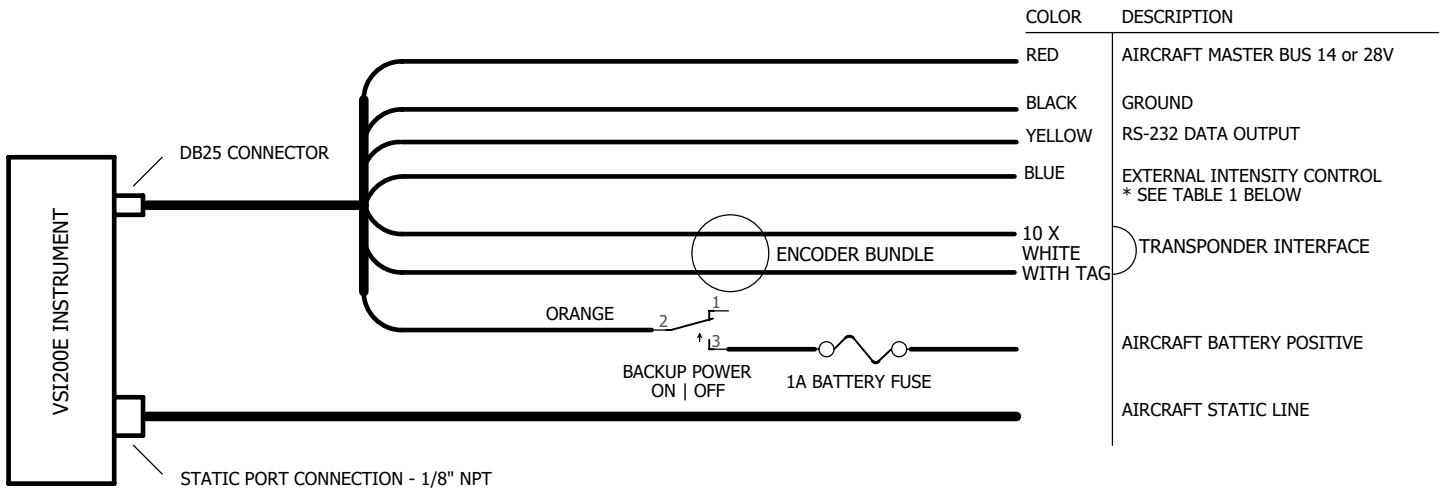 COLOR DESCRIPTION
RED AIRCRAFT MASTER BUS 14 or 28V
BLACK GROUND
YELLOW RS-232 DATA OUTPUT
DB25 CONNECTOR
BLUE EXTERNAL INTENSITY CONTROL
* SEE TABLE 1 BELOW
VSI200E INSTRUMENT
10 X
WHITE
WITH TAG
TRANSPONDER INTERFACE
ENCODER BUNDLE
ORANGE
1
2
3
BACKUP POWER
ON | OFF
1A BATTERY FUSE
AIRCRAFT BATTERY POSITIVE
AIRCRAFT STATIC LINE
STATIC PORT CONNECTION - 1/8" NPT